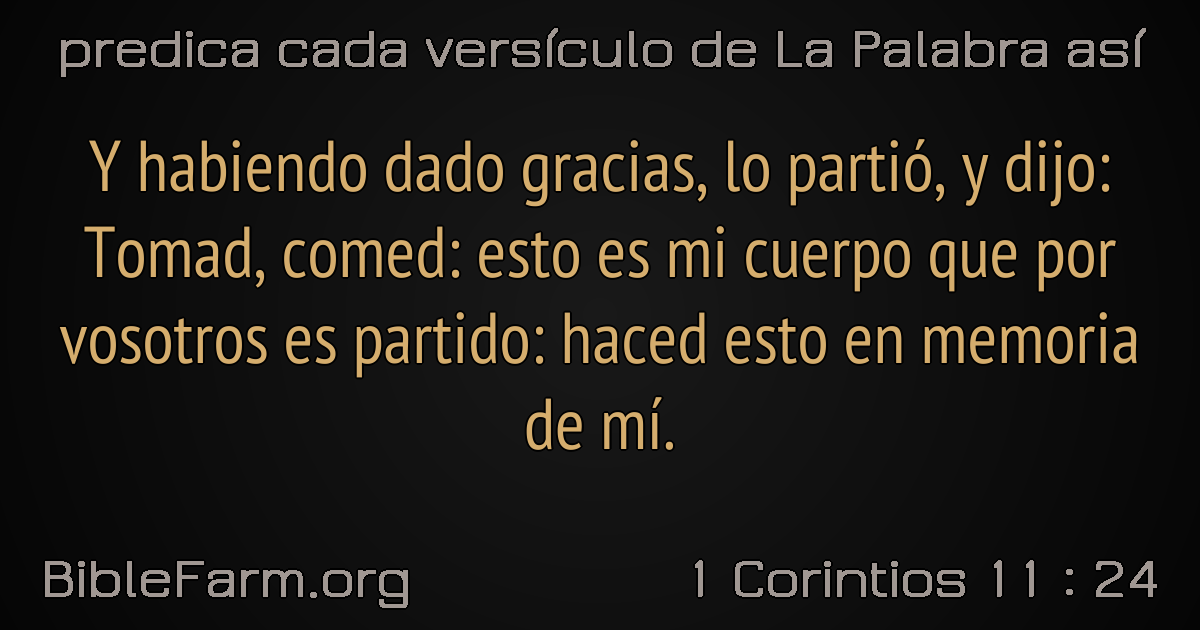 predica cada versículo de La Palabra así
Y habiendo dado gracias, lo partió, y dijo:
Tomad, comed: esto es mi cuerpo que por
vosotros es partido: haced esto en memoria
de mí.
BibleFarm.org
1 Corintios 11 : 24